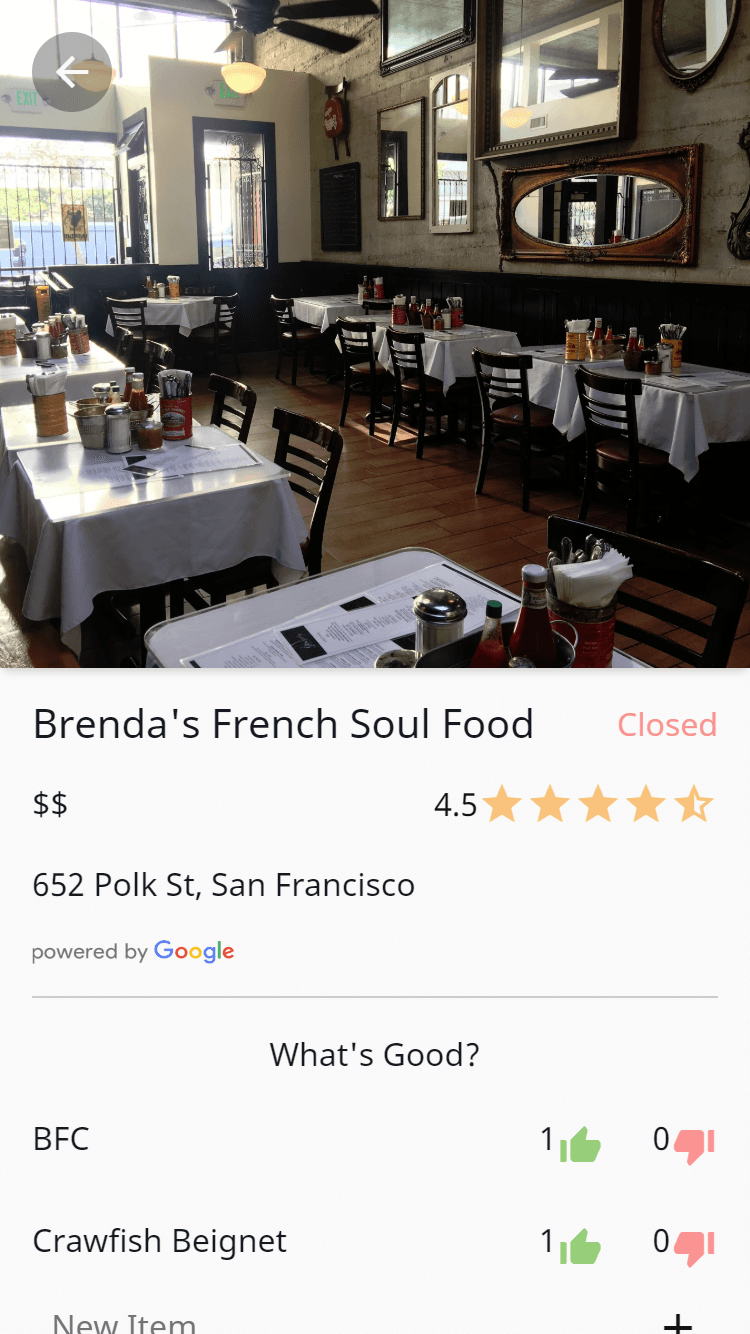 EXIT
Brenda's French Soul Food
Closed
$$
4.5
652 Polk St, San Francisco
powered by Google
What's Good?
BFC
1
0
Crawfish Beignet
1
0
New Item
+